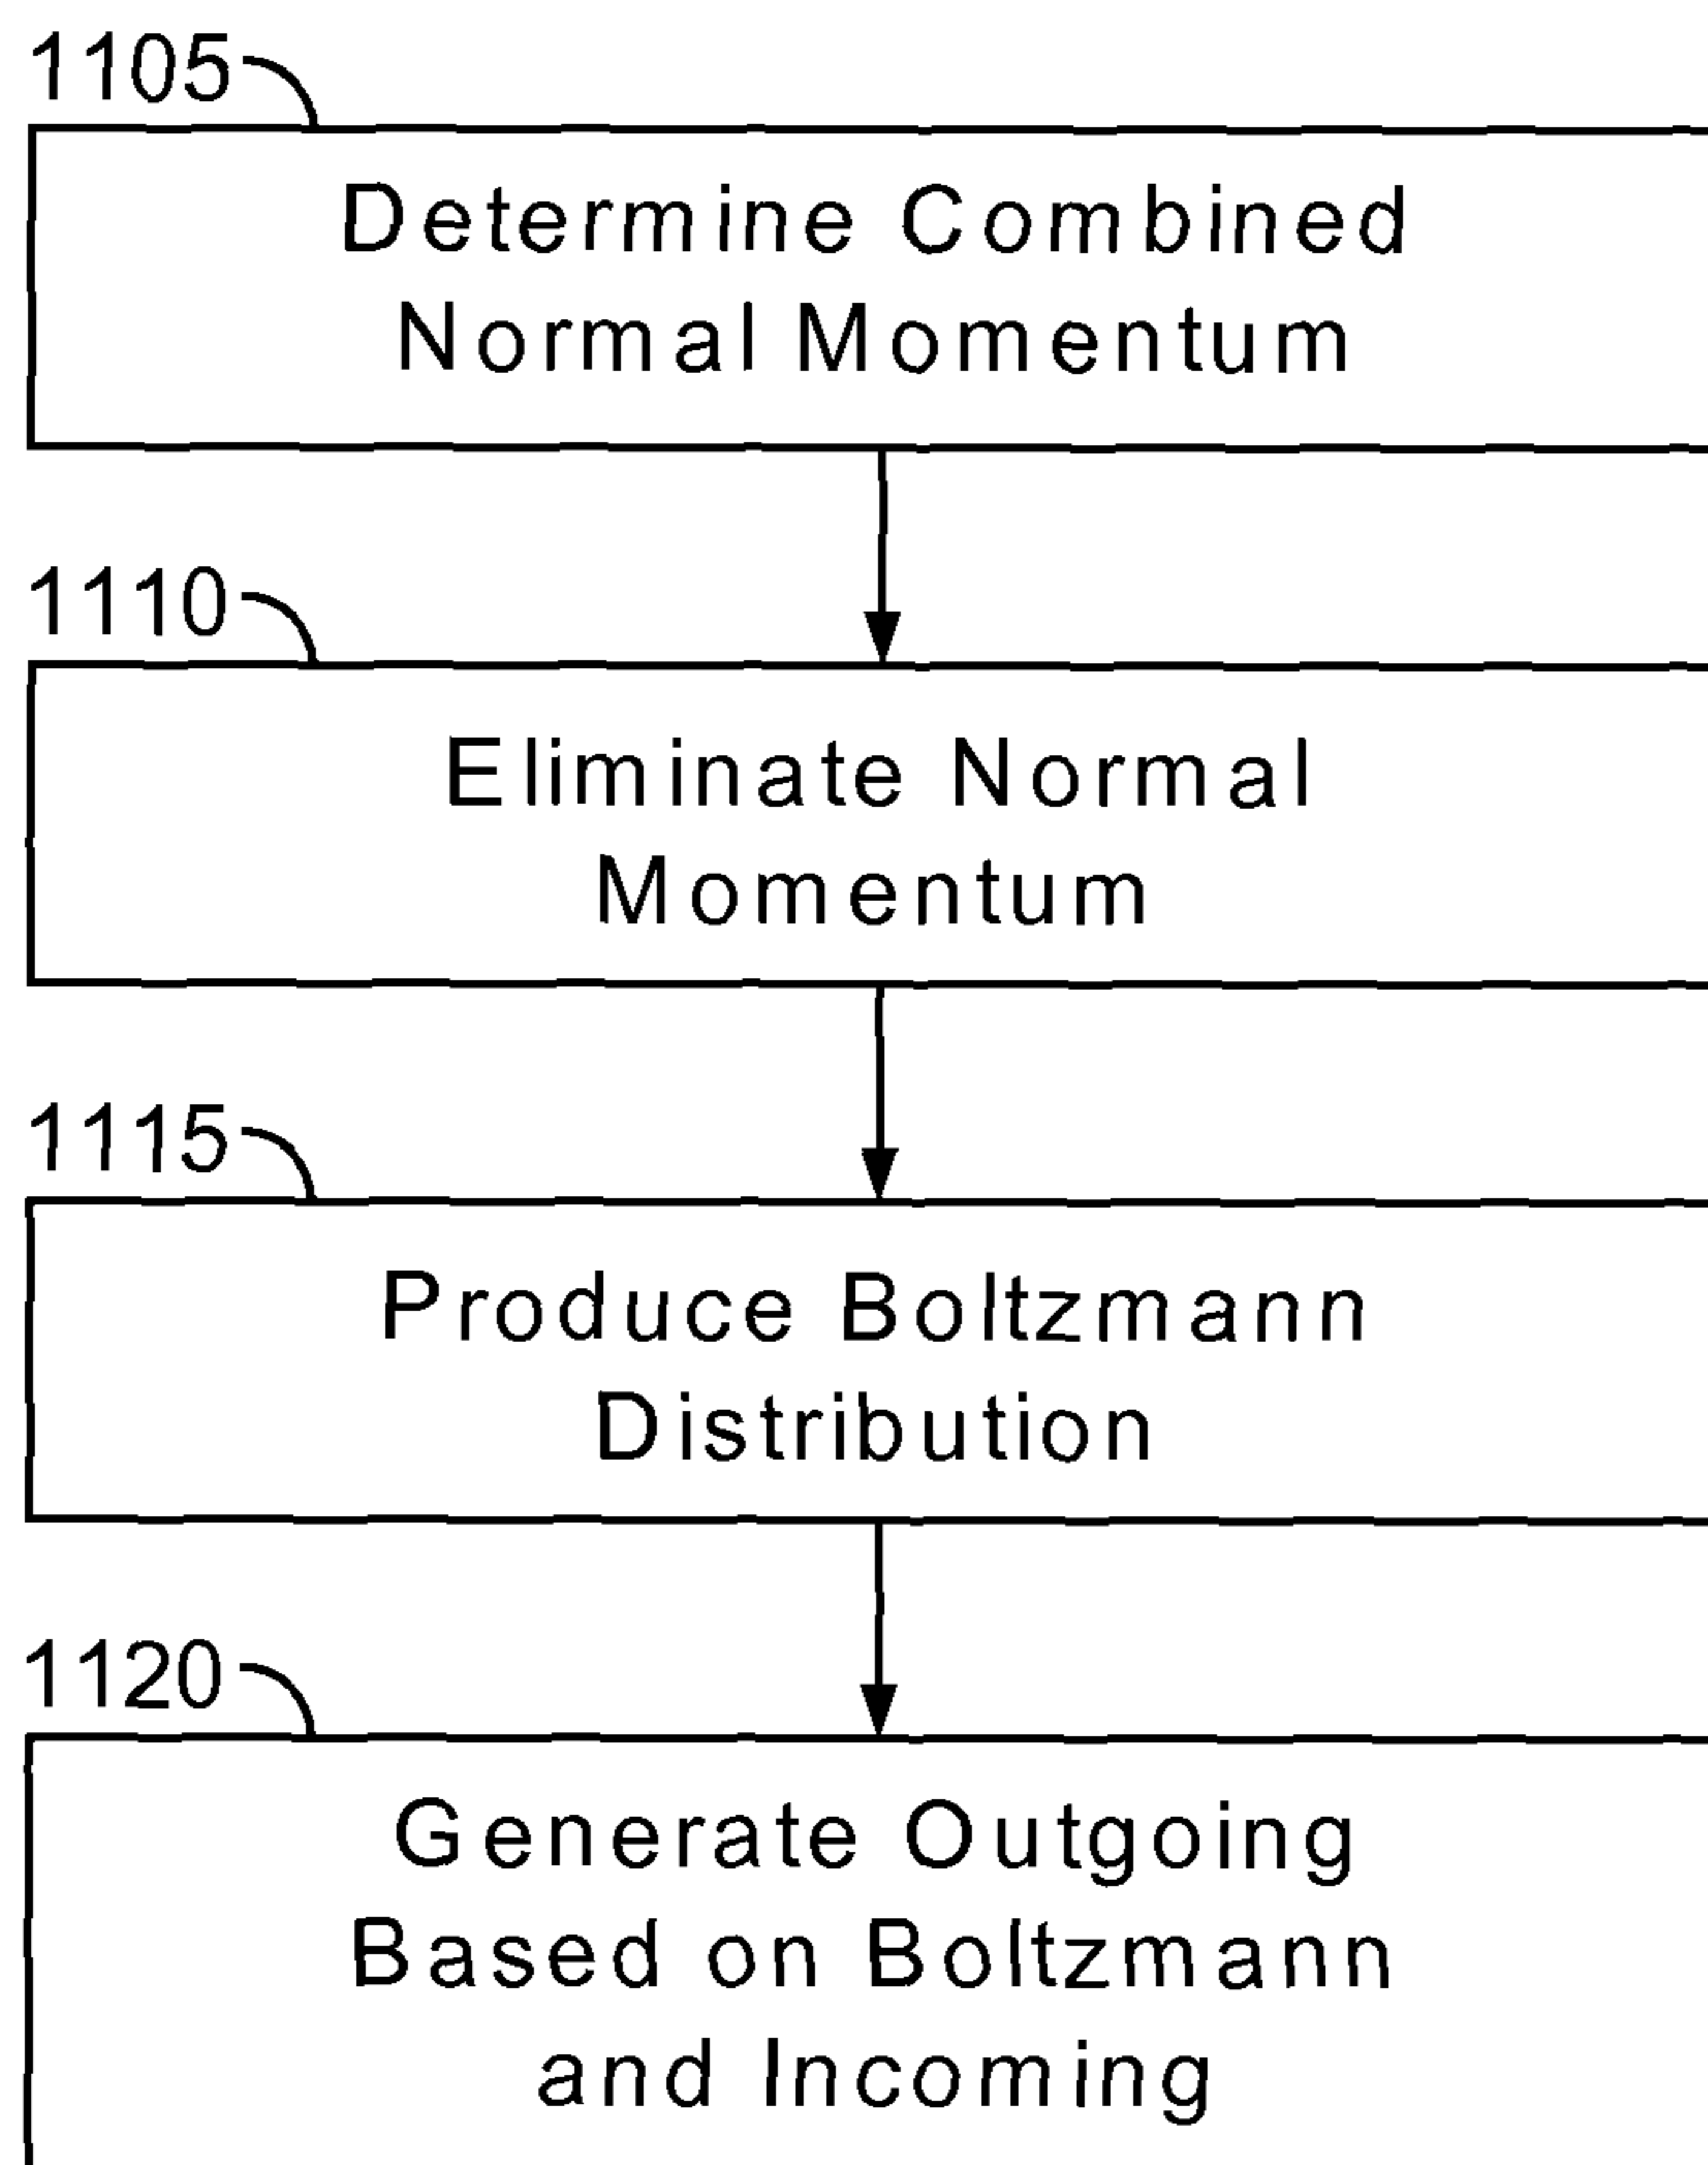 1105
Determine Combined
Normal Momentum
1110
Eliminate Normal
Momentum
1115
Produce Boltzmann
Distribution
1120
Generate Outgoing
Based on Boltzmann
and Incoming